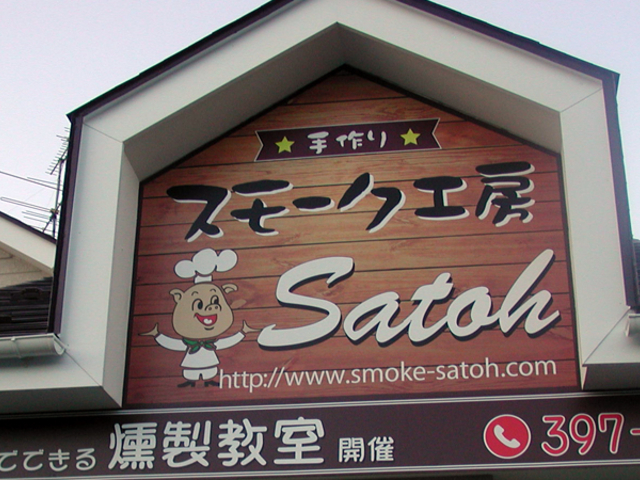 手作り
スモーク工房
Satoh
http://www.smoke-satoh.com
でできる 燻製教室 開催 397-